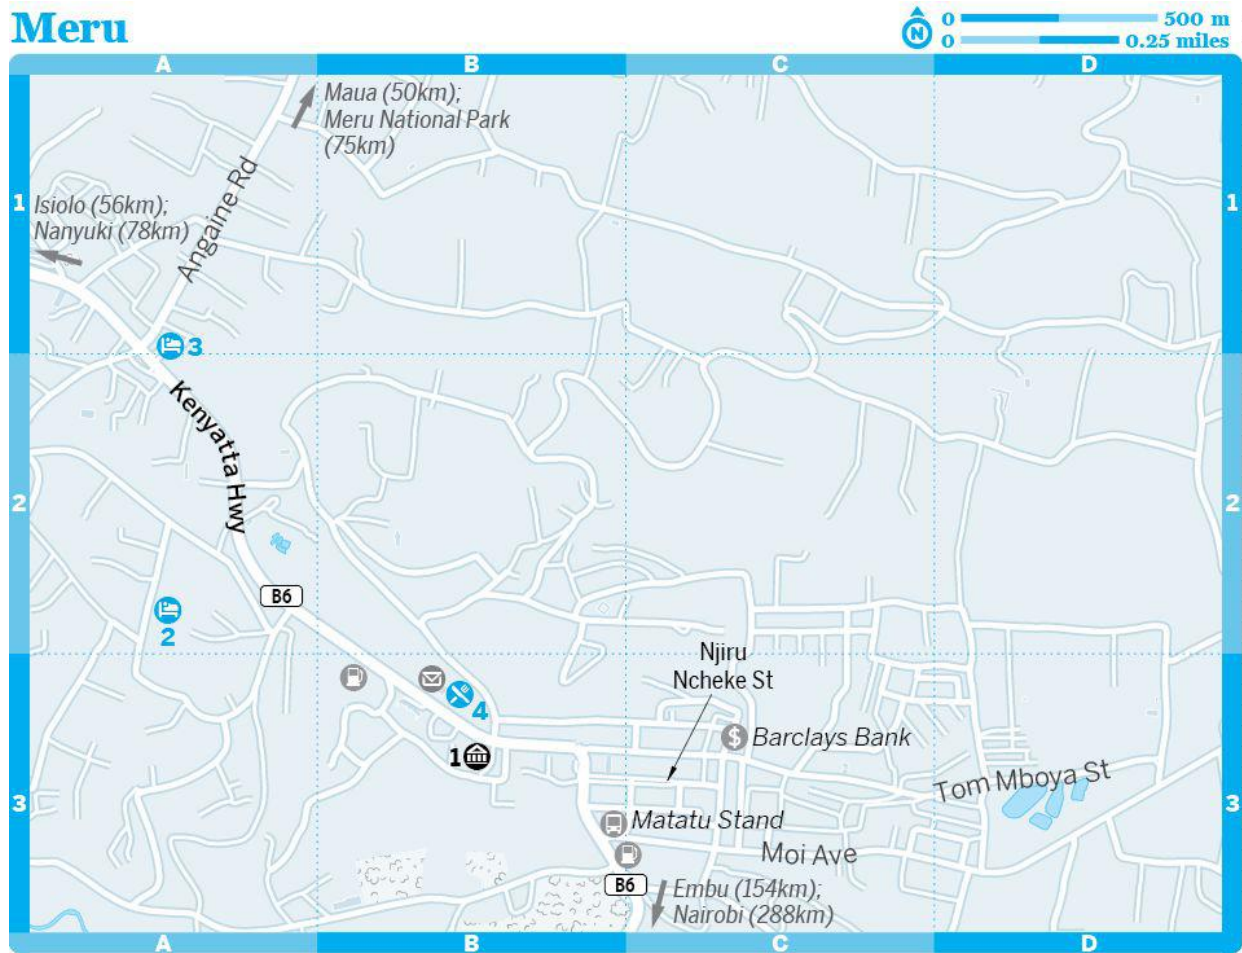 Meru
N
0 500 m
0 0.25 miles
A B C D
1
1
2
2
3
3
Maua (50km);
Meru National Park
(75km)
Angaine Rd
Isiolo (56km);
Nanyuki (78km)
3
Kenyatta Hwy
B6
2
Njiru
Ncheke St
4
1
$ Barclays Bank
Tom Mboya St
Matatu Stand
Moi Ave
B6
Embu (154km);
Nairobi (288km)
A B C D